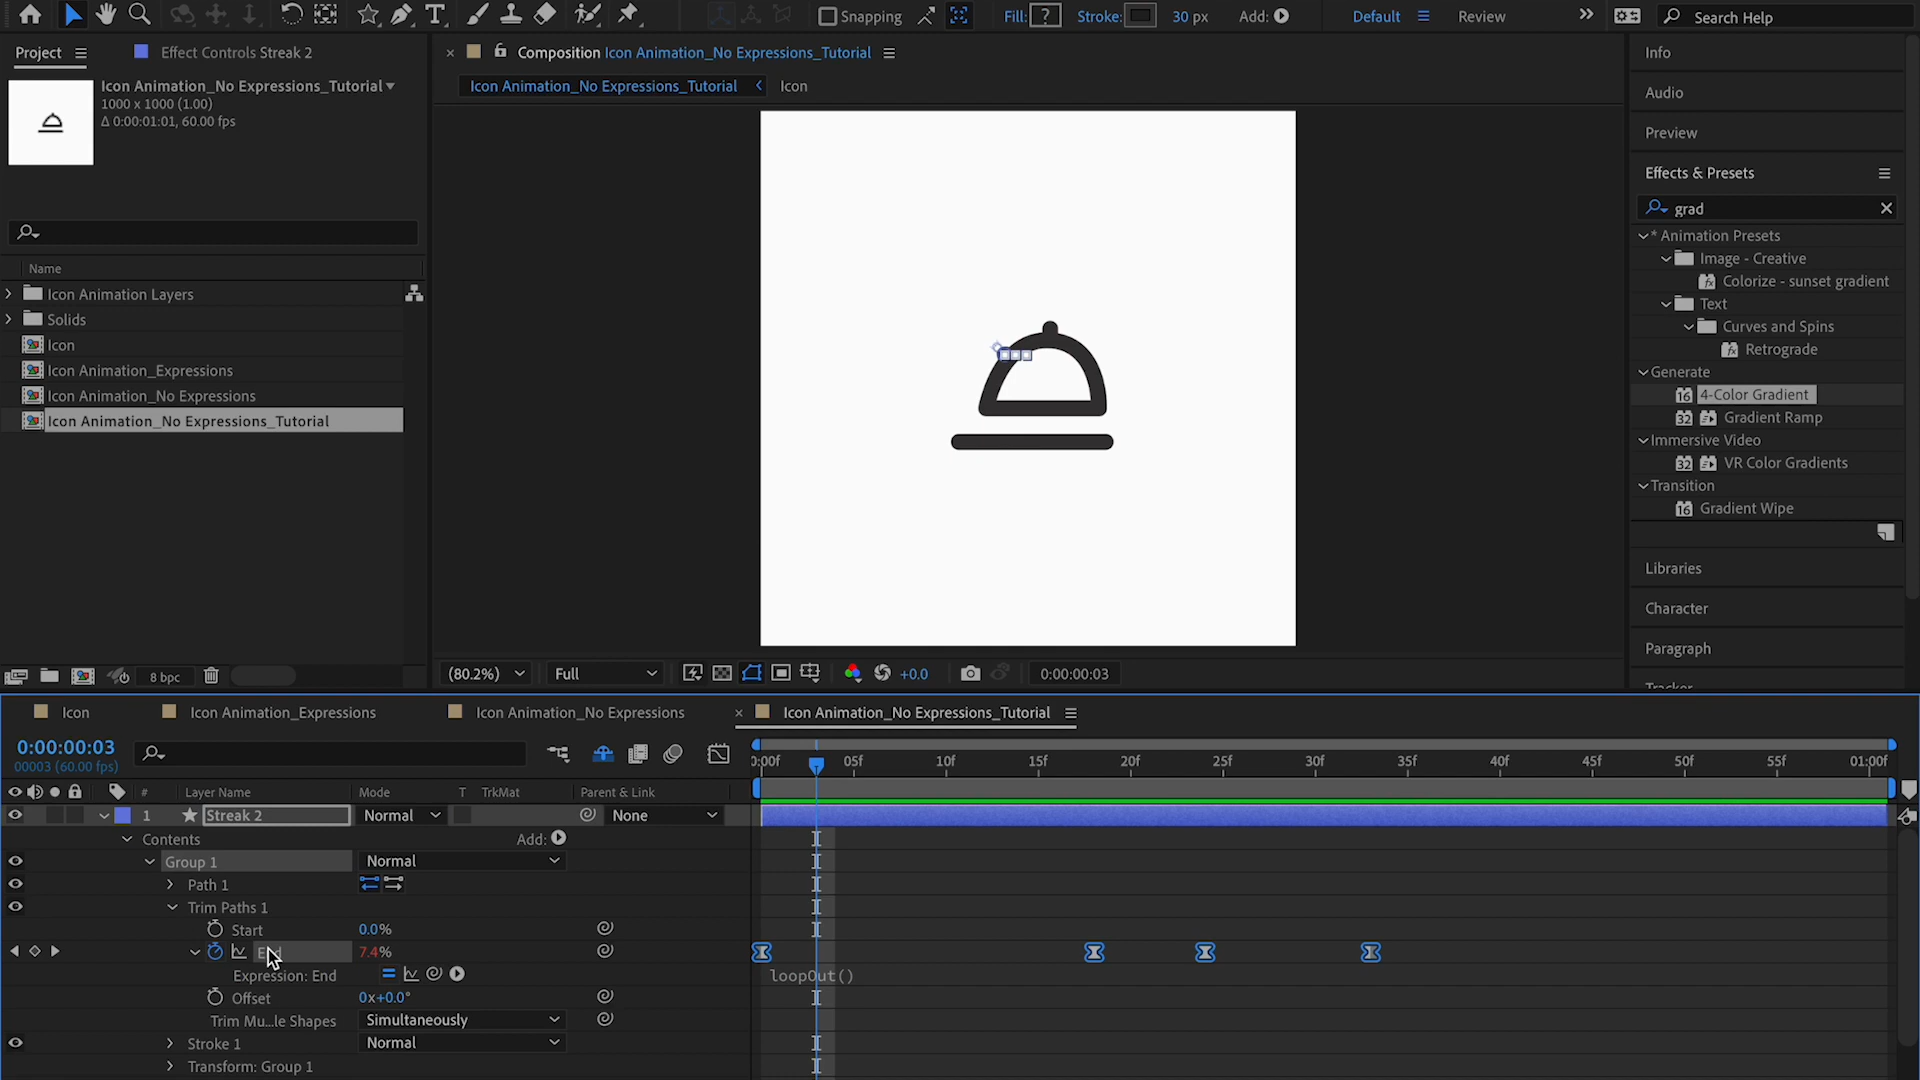 Snapping
Fill: ?
Stroke:
30 px
Add:
Default
Review
Search Help
Project
Effect Controls Streak 2
Composition Icon Animation_No Expressions_Tutorial
Info
Icon Animation_No Expressions_Tutorial
1000 x 1000 (1.00)
Δ 0:00:01:01, 60.00 fps
Icon Animation_No Expressions_Tutorial
Icon
Audio
Preview
Effects & Presets
grad
* Animation Presets
Image - Creative
Colorize - sunset gradient
Text
Curves and Spins
Retrograde
Generate
16 4-Color Gradient
32 Gradient Ramp
Immersive Video
32 VR Color Gradients
Transition
16 Gradient Wipe
Libraries
Character
Paragraph
Tracker
Name
Icon Animation Layers
Solids
Icon
Icon Animation_Expressions
Icon Animation_No Expressions
Icon Animation_No Expressions_Tutorial
8 bpc
(80.2%)
Full
+0.0
0:00:00:03
Icon
Icon Animation_Expressions
Icon Animation_No Expressions
Icon Animation_No Expressions_Tutorial
0:00:00:03
00003 (60.00 fps)
0:00f 05f 10f 15f 20f 25f 30f 35f 40f 45f 50f 55f 01:00f
# Layer Name Mode T TrkMat Parent & Link
1 Streak 2 Normal None
Contents Add:
Group 1 Normal
Path 1
Trim Paths 1
Start 0.0%
End 7.4%
Expression: End loopOut()
Offset 0x+0.0°
Trim Mu...le Shapes Simultaneously
Stroke 1 Normal
Transform: Group 1